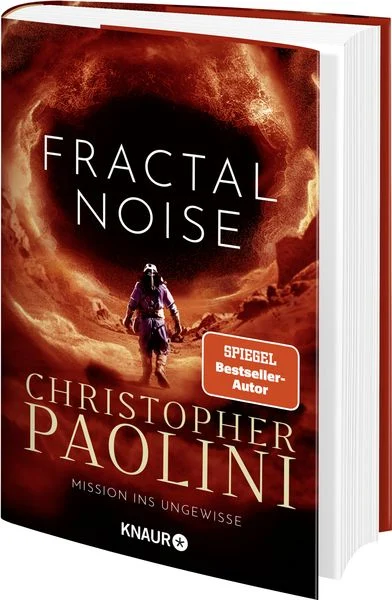 FRACTAL
NOISE
SPIEGEL
Bestseller-
Autor
CHRISTOPHER
PAOLINI
MISSION INS UNGEWISSE
KNAUR